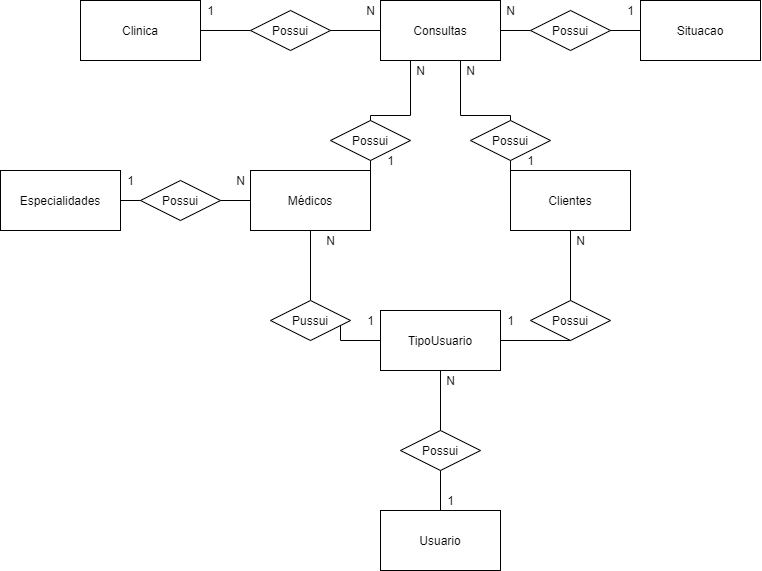 1
N
N
1
Clinica
Possui
Consultas
Possui
Situacao
N
N
Possui
Possui
1
1
1
N
Especialidades
Possui
Médicos
Clientes
N
N
Pussui
1
1
Possui
TipoUsuario
N
Possui
1
Usuario